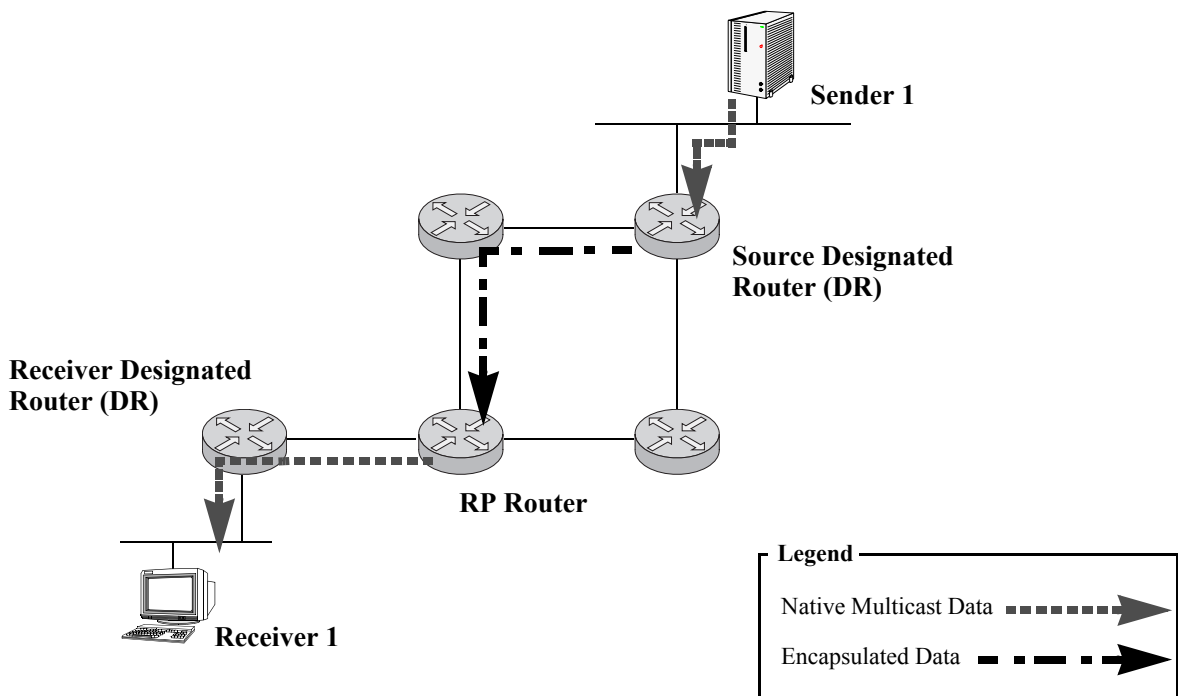 Sender 1
Source Designated
Router (DR)
Receiver Designated
Router (DR)
RP Router
Receiver 1
Legend
Native Multicast Data
Encapsulated Data